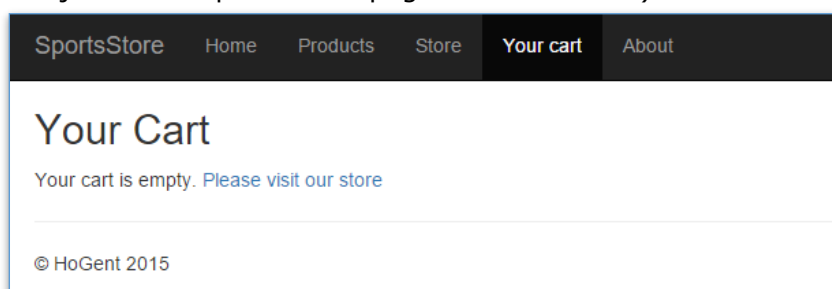 SportsStore Home Products Store Your cart About
Your Cart
Your cart is empty. Please visit our store
© HoGent 2015